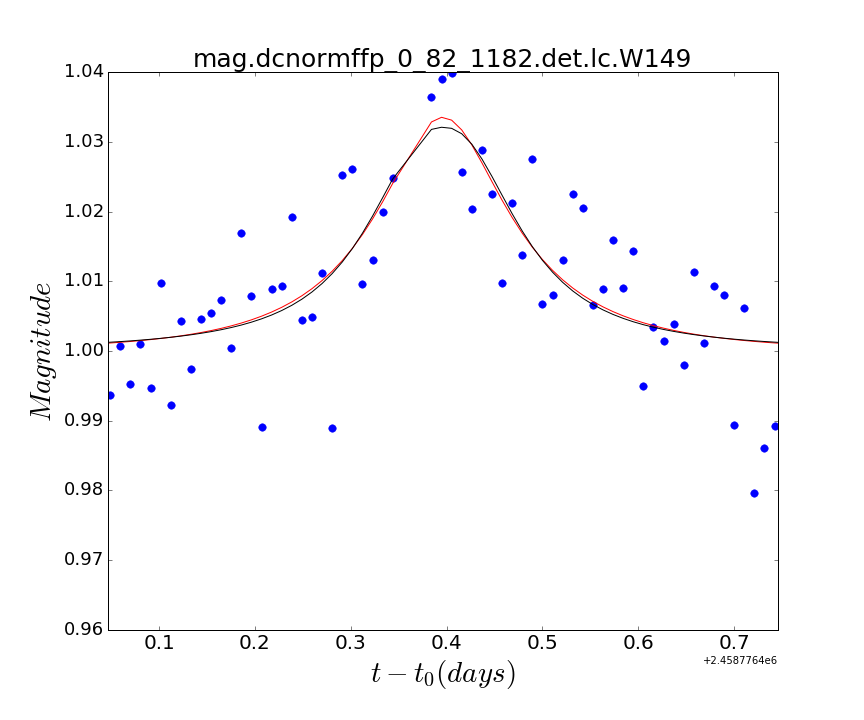 mag.dcnormffp_0_82_1182.det.lc.W149
1.04
1.03
1.02
1.01
1.00
0.99
0.98
0.97
0.96
Magnitude
0.1 0.2 0.3 0.4 0.5 0.6 0.7
+2.4587764e6
t − t₀(days)